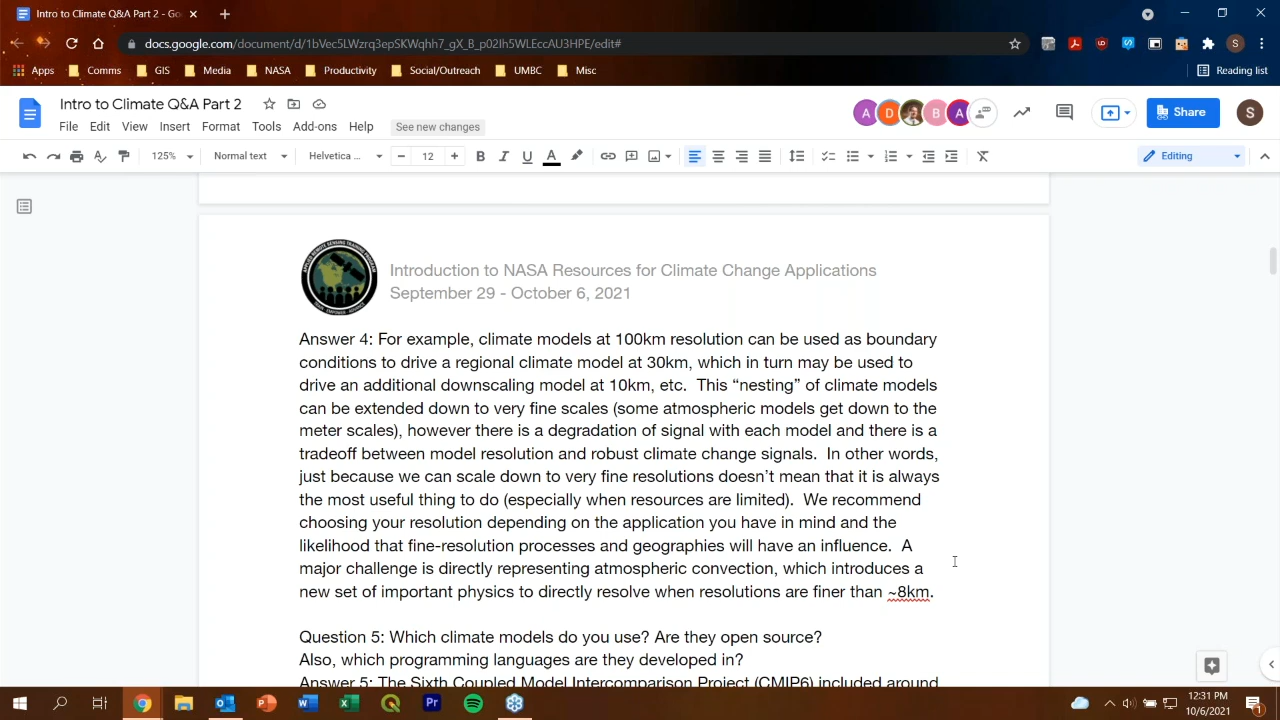 Intro to Climate Q&A Part 2 - Go
docs.google.com/document/d/1bVec5LWzrq3epSKWqhh7_gX_B_p02Ih5WLEccAU3HPE/edit#
Apps Comms GIS Media NASA Productivity Social/Outreach UMBC Misc Reading list
Intro to Climate Q&A Part 2
File Edit View Insert Format Tools Add-ons Help See new changes
A D B A Share S
125% Normal text Helvetica ... 12 B I U A Editing
Introduction to NASA Resources for Climate Change Applications
September 29 - October 6, 2021
Answer 4: For example, climate models at 100km resolution can be used as boundary
conditions to drive a regional climate model at 30km, which in turn may be used to
drive an additional downscaling model at 10km, etc. This “nesting” of climate models
can be extended down to very fine scales (some atmospheric models get down to the
meter scales), however there is a degradation of signal with each model and there is a
tradeoff between model resolution and robust climate change signals. In other words,
just because we can scale down to very fine resolutions doesn’t mean that it is always
the most useful thing to do (especially when resources are limited). We recommend
choosing your resolution depending on the application you have in mind and the
likelihood that fine-resolution processes and geographies will have an influence. A
major challenge is directly representing atmospheric convection, which introduces a
new set of important physics to directly resolve when resolutions are finer than ~8km.
Question 5: Which climate models do you use? Are they open source?
Also, which programming languages are they developed in?
Answer 5: The Sixth Coupled Model Intercomparison Project (CMIP6) included around
12:31 PM
10/6/2021